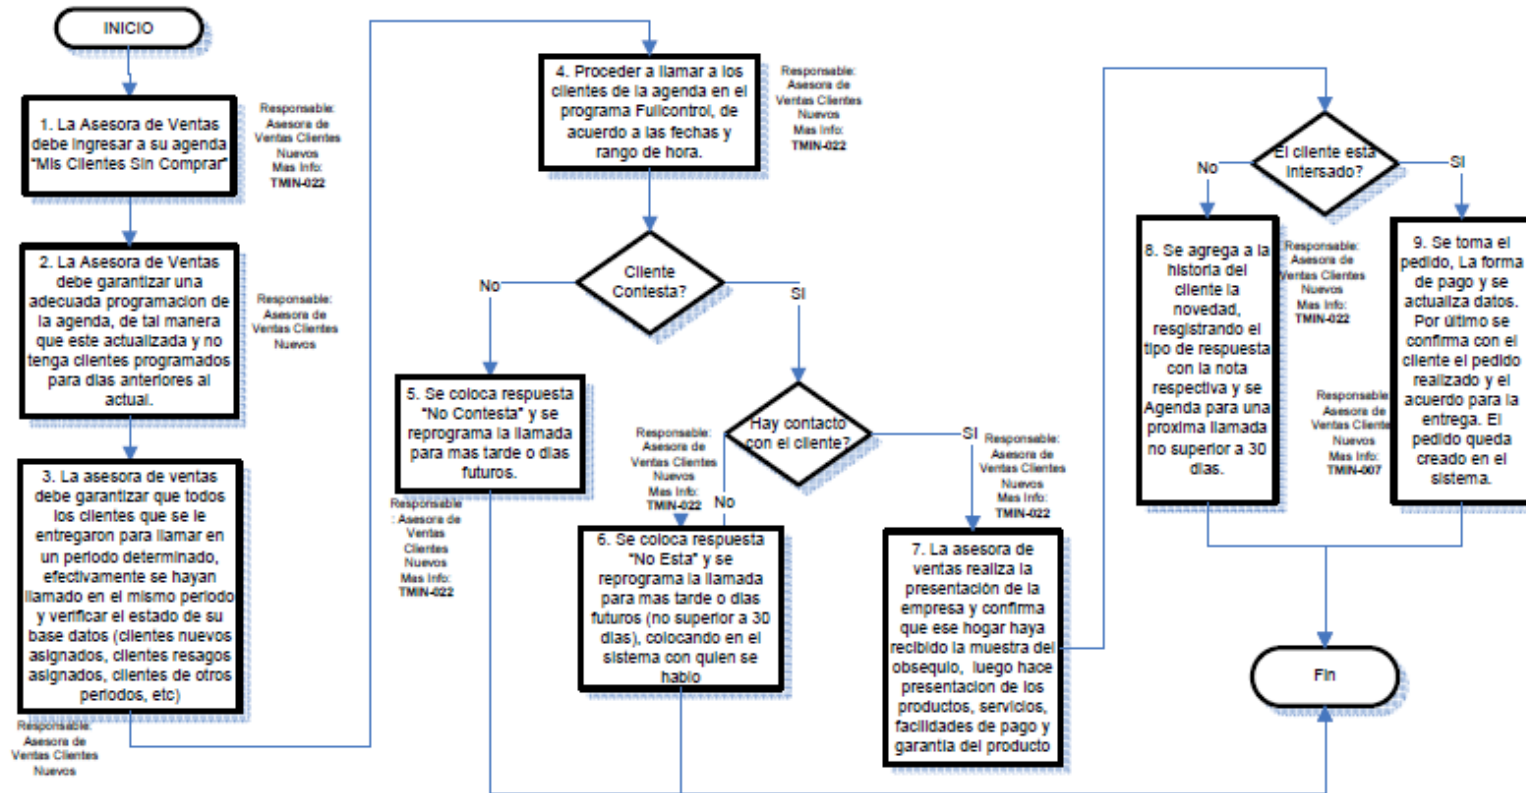 INICIO
1. La Asesora de Ventas
debe ingresar a su agenda
“Mis Clientes Sin Comprar”
Responsable:
Asesora de
Ventas Clientes
Nuevos
Mas Info:
TMIN-022
2. La Asesora de Ventas
debe garantizar una
adecuada programacion de
la agenda, de tal manera
que este actualizada y no
tenga clientes programados
para dias anteriores al
actual.
Responsable:
Asesora de
Ventas Clientes
Nuevos
3. La asesora de ventas
debe garantizar que todos
los clientes que se le
entregaron para llamar en
un periodo determinado,
efectivamente se hayan
llamado en el mismo periodo
y verificar el estado de su
base datos (clientes nuevos
asignados, clientes resagos
asignados, clientes de otros
periodos, etc)
Responsable:
Asesora de
Ventas Clientes
Nuevos
4. Proceder a llamar a los
clientes de la agenda en el
programa Fullcontrol, de
acuerdo a las fechas y
rango de hora.
Responsable:
Asesora de
Ventas Clientes
Nuevos
Mas Info:
TMIN-022
Cliente
Contesta?
No
SI
5. Se coloca respuesta
“No Contesta” y se
reprograma la llamada
para mas tarde o dias
futuros.
Responsable
: Asesora de
Ventas
Clientes
Nuevos
Mas Info:
TMIN-022
Hay contacto
con el cliente?
No
SI
Responsable:
Asesora de
Ventas Clientes
Nuevos
Mas Info:
TMIN-022
6. Se coloca respuesta
“No Esta” y se
reprograma la llamada
para mas tarde o dias
futuros (no superior a 30
dias), colocando en el
sistema con quien se
hablo
Responsable:
Asesora de
Ventas Clientes
Nuevos
Mas Info:
TMIN-022
7. La asesora de
ventas realiza la
presentación de la
empresa y confirma
que ese hogar haya
recibido la muestra del
obsequio, luego hace
presentacion de los
productos, servicios,
facilidades de pago y
garantia del producto
El cliente esta
Intersado?
No
SI
8. Se agrega a la
historia del
cliente la
novedad,
resgistrando el
tipo de respuesta
con la nota
respectiva y se
Agenda para una
proxima llamada
no superior a 30
dias.
Responsable:
Asesora de
Ventas Clientes
Nuevos
Mas Info:
TMIN-022
9. Se toma el
pedido, La forma
de pago y se
actualiza datos.
Por último se
confirma con el
cliente el pedido
realizado y el
acuerdo para la
entrega. El
pedido queda
creado en el
sistema.
Responsable
Asesora de
Ventas Cliente
Nuevos
Mas Info:
TMIN-007
Fin